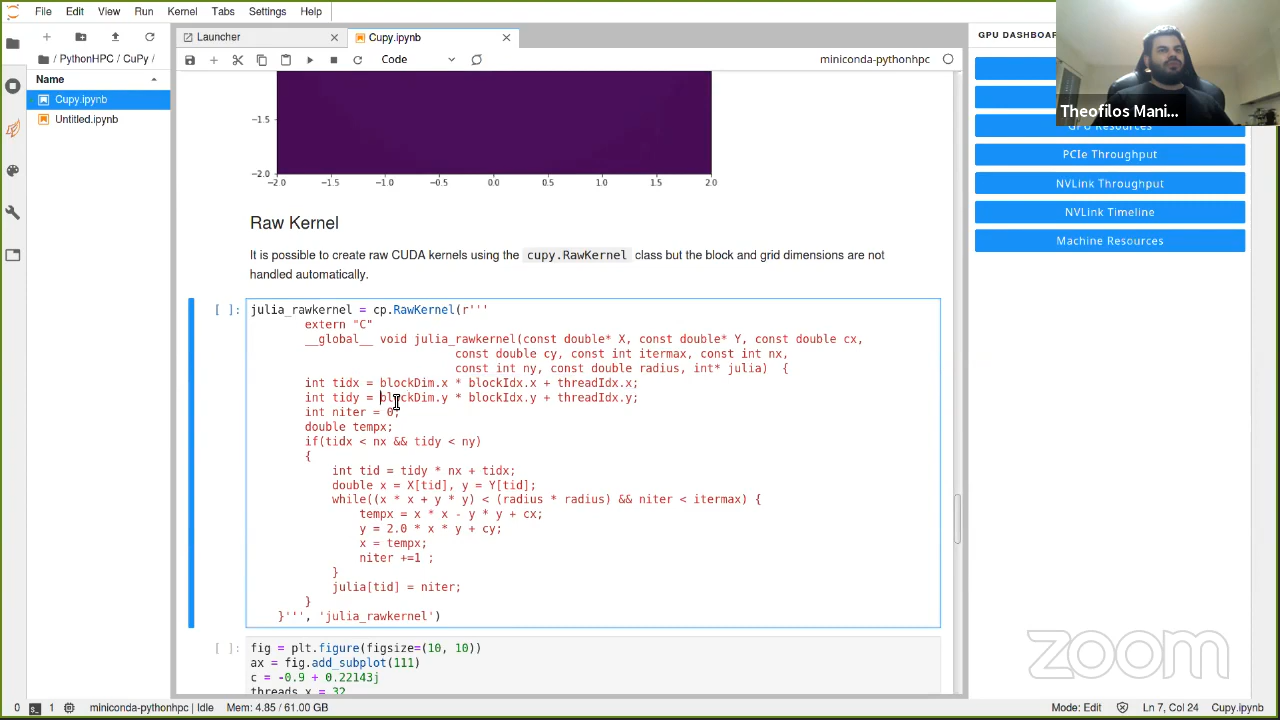 File Edit View Run Kernel Tabs Settings Help
Launcher
Cupy.ipynb
GPU DASHBOAR
/ PythonHPC / CuPy /
Code
miniconda-pythonhpc
Name
Cupy.ipynb
Untitled.ipynb
Theofilos Mani...
GPU Resources
PCIe Throughput
NVLink Throughput
NVLink Timeline
Machine Resources
−1.5
−2.0
−2.0 −1.5 −1.0 −0.5 0.0 0.5 1.0 1.5 2.0
Raw Kernel
It is possible to create raw CUDA kernels using the cupy.RawKernel class but the block and grid dimensions are not
handled automatically.
[ ]: julia_rawkernel = cp.RawKernel(r'''
extern "C"
__global__ void julia_rawkernel(const double* X, const double* Y, const double cx,
const double cy, const int itermax, const int nx,
const int ny, const double radius, int* julia) {
int tidx = blockDim.x * blockIdx.x + threadIdx.x;
int tidy = blockDim.y * blockIdx.y + threadIdx.y;
int niter = 0;
double tempx;
if(tidx < nx && tidy < ny)
{
int tid = tidy * nx + tidx;
double x = X[tid], y = Y[tid];
while((x * x + y * y) < (radius * radius) && niter < itermax) {
tempx = x * x - y * y + cx;
y = 2.0 * x * y + cy;
x = tempx;
niter +=1 ;
}
julia[tid] = niter;
}
}''', 'julia_rawkernel')
[ ]: fig = plt.figure(figsize=(10, 10))
ax = fig.add_subplot(111)
c = -0.9 + 0.22143j
threads_x = 32
zoom
0 1 miniconda-pythonhpc | Idle Mem: 4.85 / 61.00 GB Mode: Edit Ln 7, Col 24 Cupy.ipynb